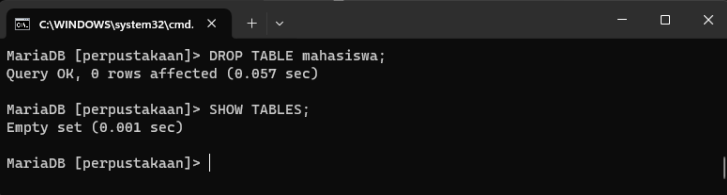 C:\WINDOWS\system32\cmd.
MariaDB [perpustakaan]> DROP TABLE mahasiswa;
Query OK, 0 rows affected (0.057 sec)
MariaDB [perpustakaan]> SHOW TABLES;
Empty set (0.001 sec)
MariaDB [perpustakaan]>